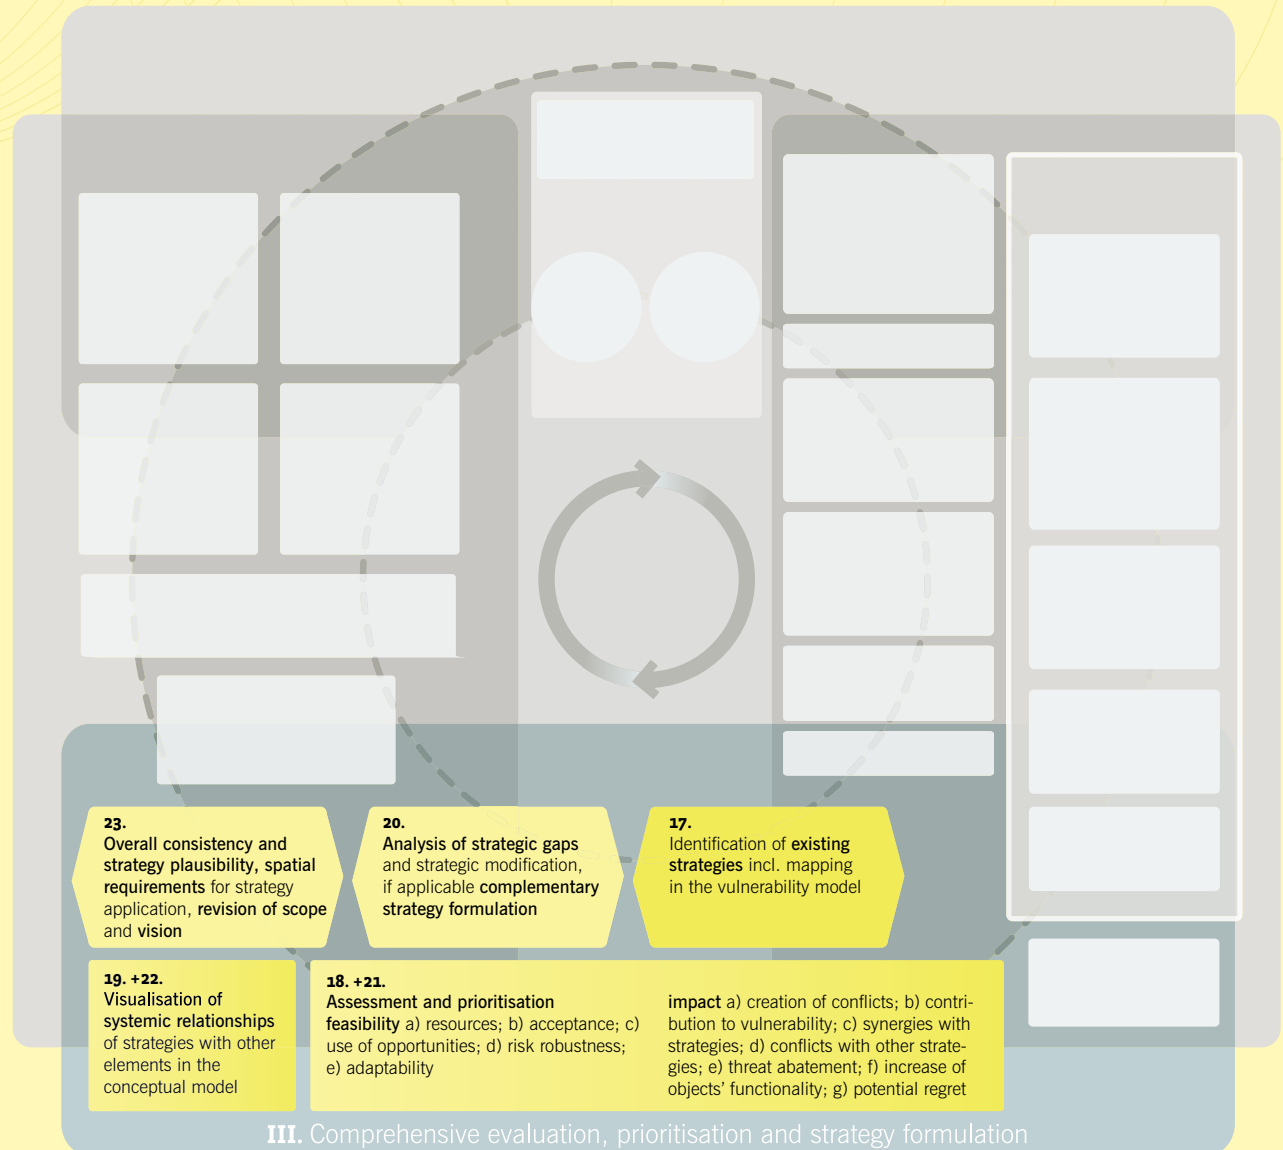 23.
Overall consistency and
strategy plausibility, spatial
requirements for strategy
application, revision of scope
and vision
20.
Analysis of strategic gaps
and strategic modification,
if applicable complementary
strategy formulation
17.
Identification of existing
strategies incl. mapping
in the vulnerability model
19. +22.
Visualisation of
systemic relationships
of strategies with other
elements in the
conceptual model
18. +21.
Assessment and prioritisation
feasibility a) resources; b) acceptance; c)
use of opportunities; d) risk robustness;
e) adaptability
impact a) creation of conflicts; b) contri-
bution to vulnerability; c) synergies with
strategies; d) conflicts with other strate-
gies; e) threat abatement; f) increase of
objects' functionality; g) potential regret
III. Comprehensive evaluation, prioritisation and strategy formulation